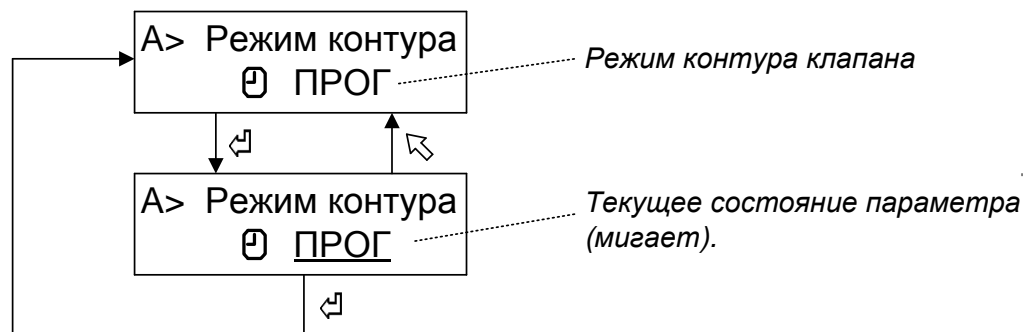 А> Режим контура
ПРОГ
Режим контура клапана
А> Режим контура
ПРОГ
Текущее состояние параметра
(мигает).